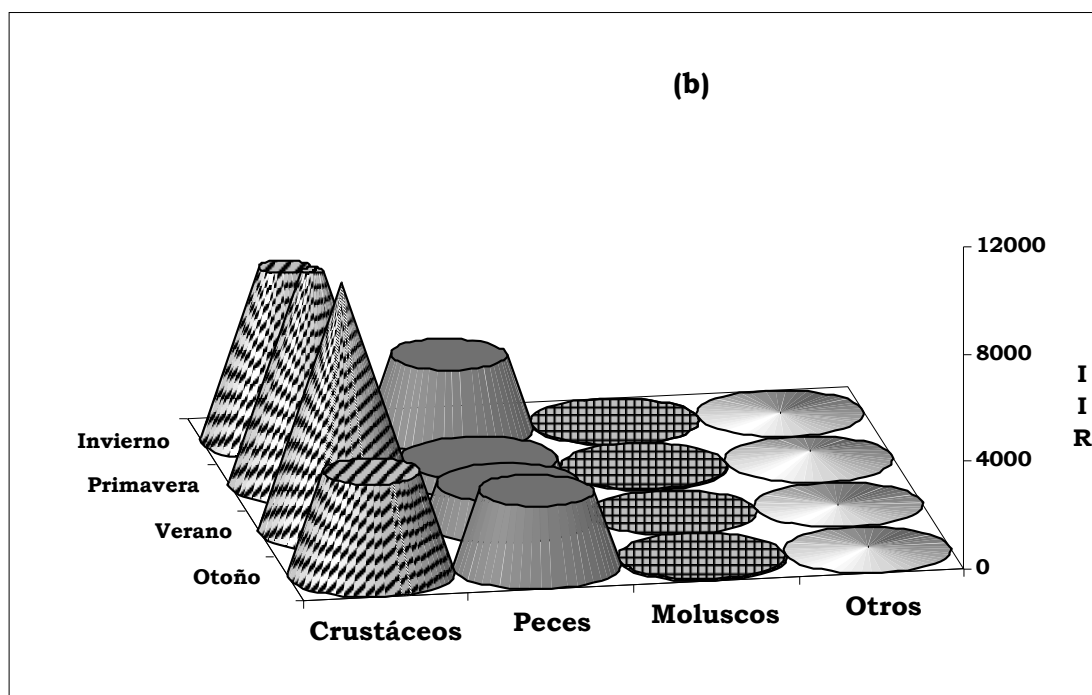 (b)
12000
8000
4000
0
I
I
R
Invierno
Primavera
Verano
Otoño
Crustáceos
Peces
Moluscos
Otros